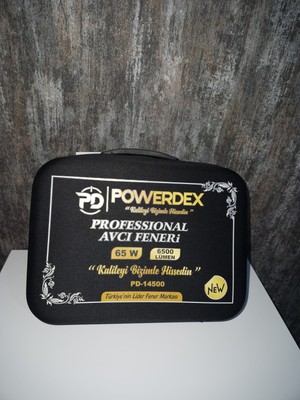 PD
POWERDEX
"Kaliteyi Bizimle Hissedin"
PROFESSIONAL
AVCI FENERi
65 W
6500
LÜMEN
"Kaliteyi Bizimle Hissedin"
PD-14500
Türkiye'nin Lider Fener Markası
NEW